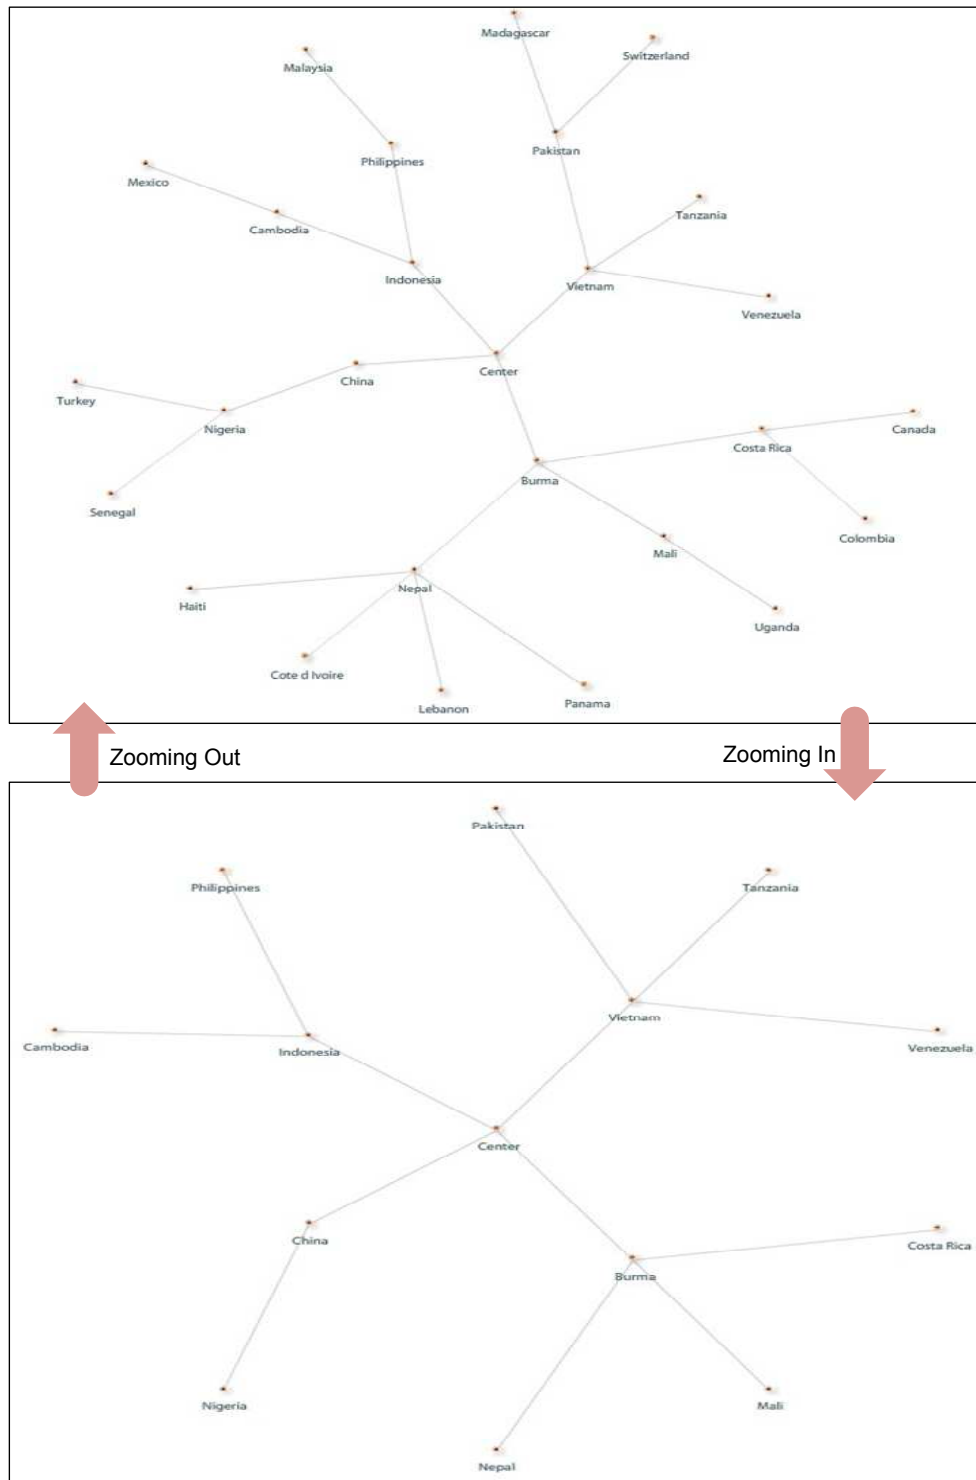 Madagascar
Switzerland
Malaysia
Pakistan
Philippines
Mexico
Tanzania
Cambodia
Indonesia
Vietnam
Venezuela
Center
China
Turkey
Nigeria
Canada
Costa Rica
Burma
Senegal
Colombia
Mali
Nepal
Haiti
Uganda
Cote d Ivoire
Panama
Lebanon
Zooming Out
Zooming In
Pakistan
Philippines
Tanzania
Vietnam
Cambodia
Indonesia
Venezuela
Center
China
Costa Rica
Burma
Nigeria
Mali
Nepal